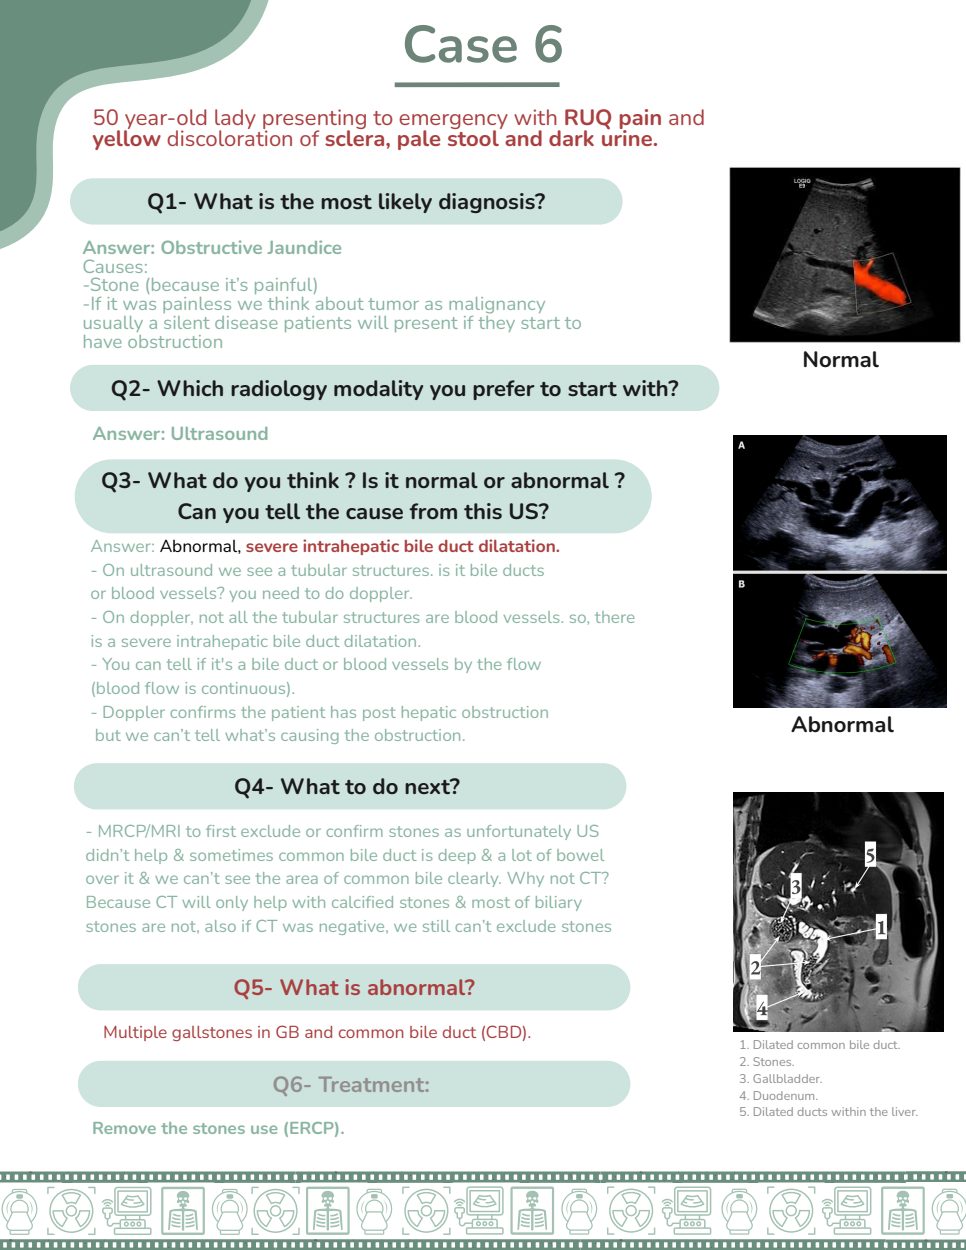 Case 6
50 year-old lady presenting to emergency with RUQ pain and
yellow discoloration of sclera, pale stool and dark urine.
Q1- What is the most likely diagnosis?
Answer: Obstructive Jaundice
Causes:
-Stone (because it's painful)
-If it was painless we think about tumor as malignancy
usually a silent disease patients will present if they start to
have obstruction
LOGIQ
E9
Normal
Q2- Which radiology modality you prefer to start with?
Answer: Ultrasound
Q3- What do you think ? Is it normal or abnormal ?
Can you tell the cause from this US?
Answer: Abnormal, severe intrahepatic bile duct dilatation.
- On ultrasound we see a tubular structures. is it bile ducts
or blood vessels? you need to do doppler.
- On doppler, not all the tubular structures are blood vessels. so, there
is a severe intrahepatic bile duct dilatation.
- You can tell if it's a bile duct or blood vessels by the flow
(blood flow is continuous).
- Doppler confirms the patient has post hepatic obstruction
but we can't tell what's causing the obstruction.
A
B
Abnormal
Q4- What to do next?
- MRCP/MRI to first exclude or confirm stones as unfortunately US
didn't help & sometimes common bile duct is deep & a lot of bowel
over it & we can't see the area of common bile clearly. Why not CT?
Because CT will only help with calcified stones & most of biliary
stones are not, also if CT was negative, we still can't exclude stones
5
3
1
2
4
1. Dilated common bile duct.
2. Stones.
3. Gallbladder.
4. Duodenum.
5. Dilated ducts within the liver.
Q5- What is abnormal?
Multiple gallstones in GB and common bile duct (CBD).
Q6- Treatment:
Remove the stones use (ERCP).